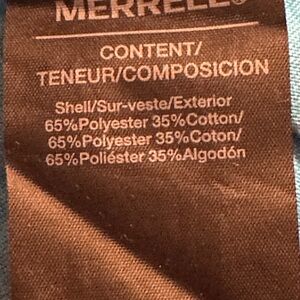 MERRELL®
CONTENT/
TENEUR/COMPOSICION
Shell/Sur-veste/Exterior
65%Polyester 35%Cotton/
65%Polyester 35%Coton/
65%Poliéster 35%Algodón